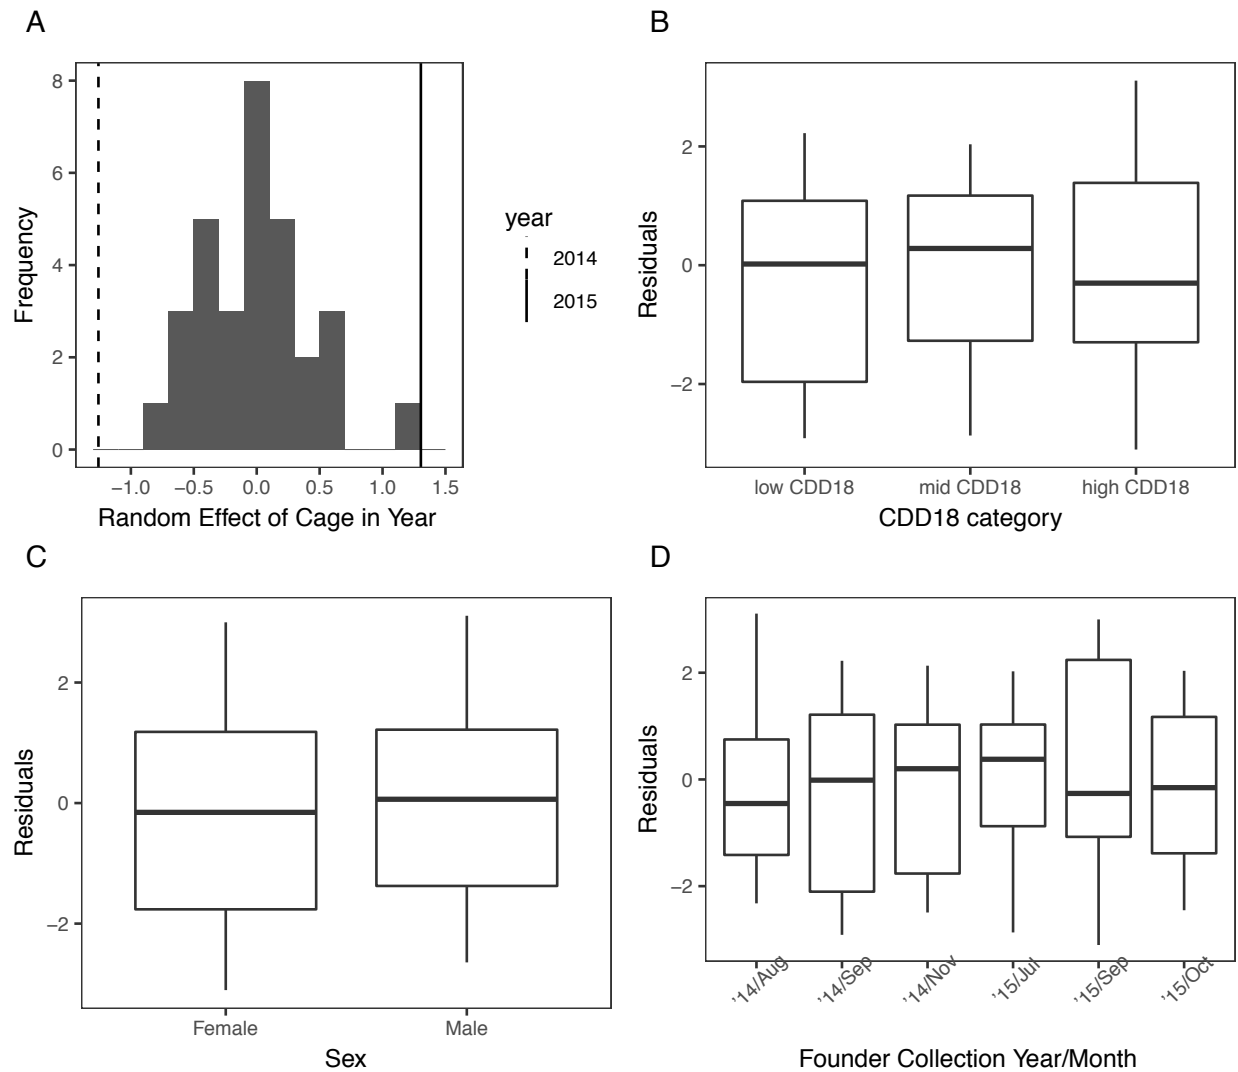 A
Frequency
8
6
4
2
0
−1.0 −0.5 0.0 0.5 1.0 1.5
Random Effect of Cage in Year
year
2014
2015
B
Residuals
2
0
−2
low CDD18 mid CDD18 high CDD18
CDD18 category
C
Residuals
2
0
−2
Female Male
Sex
D
Residuals
2
0
−2
'14/Aug '14/Sep '14/Nov '15/Jul '15/Sep '15/Oct
Founder Collection Year/Month